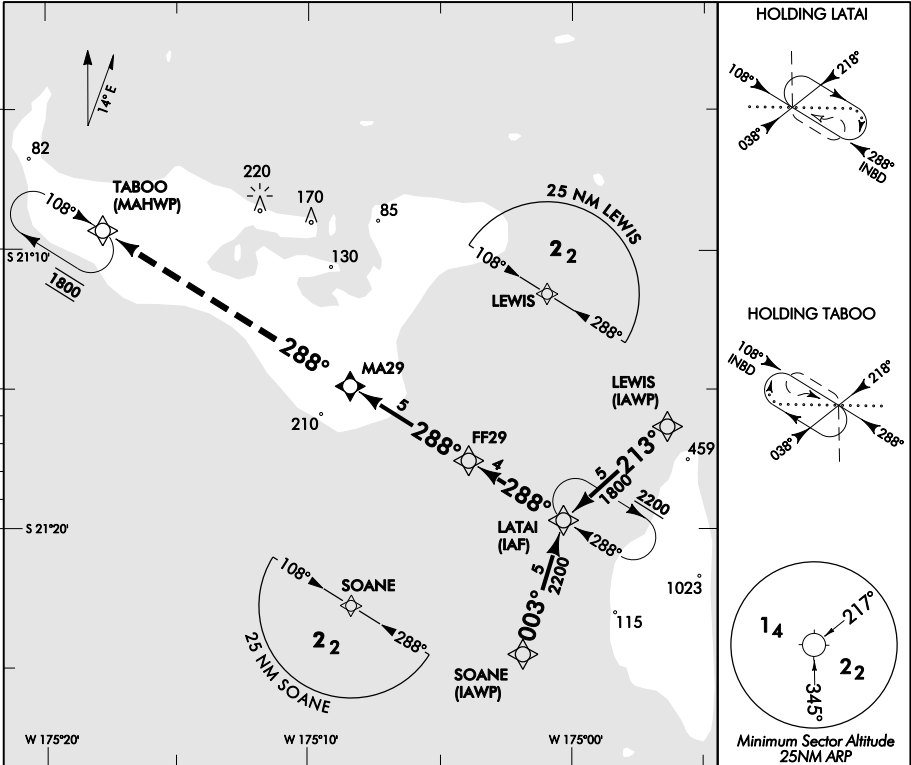 HOLDING LATAI
108°
218°
038°
288°
INBD
HOLDING TABOO
108°
INBD
218°
038°
288°
14° E
82
TABOO
(MAHWP)
108°
1800
220
170
85
130
S 21°10'
25 NM LEWIS
2 2
108°
LEWIS
288°
288°
MA29
5
210
288°
FF29
4
288°
LEWIS
(IAWP)
213°
5
1800
459
2200
LATAI
(IAF)
288°
S 21°20'
1023
115
5
2200
003°
SOANE
(IAWP)
108°
SOANE
288°
2 2
25 NM SOANE
W 175°20'
W 175°10'
W 175°00'
1 4
217°
2 2
345°
Minimum Sector Altitude
25NM ARP